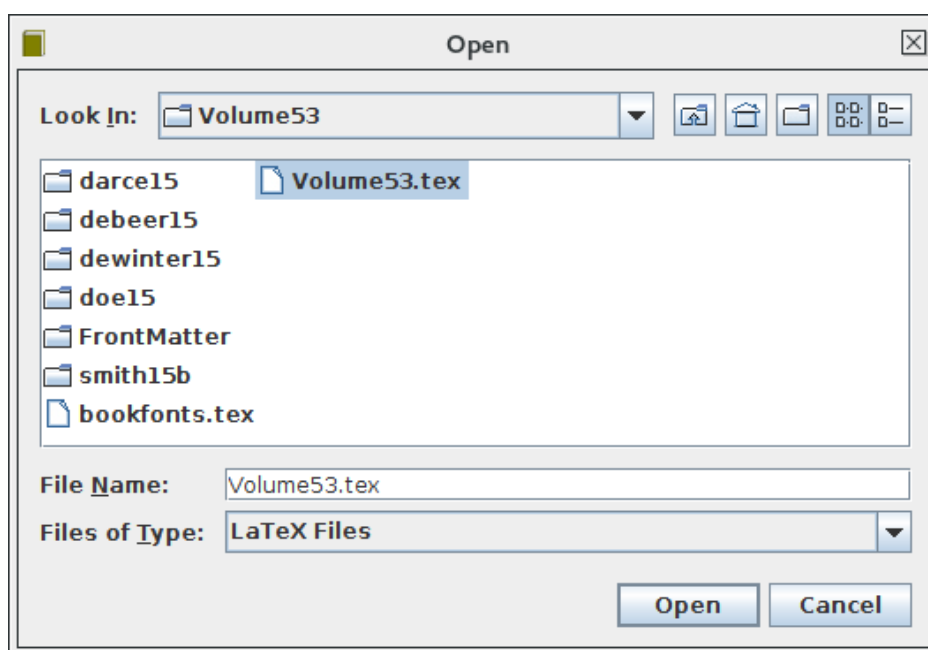 Open
Look In: Volume53
darce15 Volume53.tex
debeer15
dewinter15
doe15
FrontMatter
smith15b
bookfonts.tex
File Name: Volume53.tex
Files of Type: LaTeX Files
Open Cancel